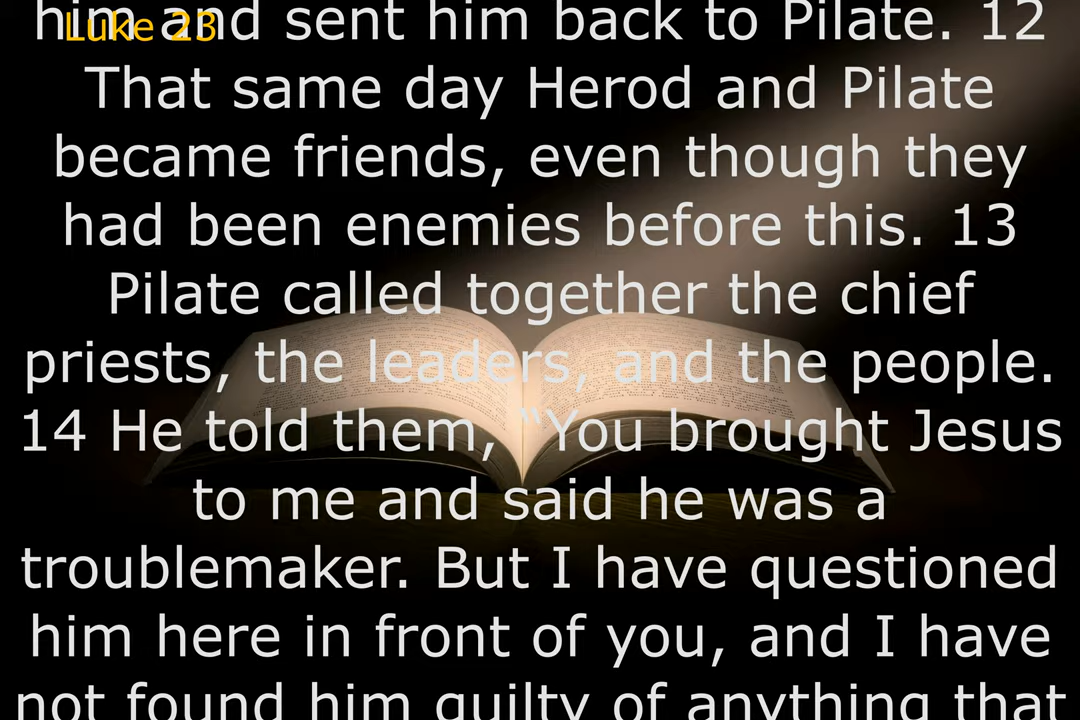 Luke 23
him and sent him back to Pilate. 12
That same day Herod and Pilate
became friends, even though they
had been enemies before this. 13
Pilate called together the chief
priests, the leaders, and the people.
14 He told them, “You brought Jesus
to me and said he was a
troublemaker. But I have questioned
him here in front of you, and I have
not found him guilty of anything that